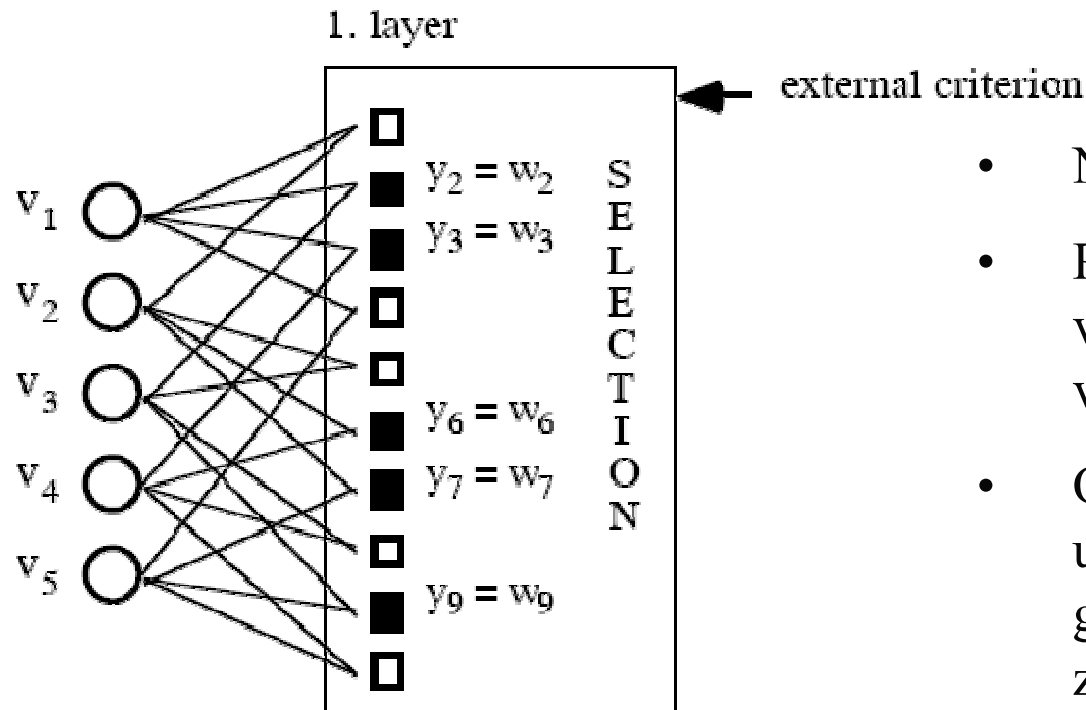 1. layer
external criterion
v1
v2
v3
v4
v5
y2 = w2
y3 = w3
y6 = w6
y7 = w7
y9 = w9
SELECTION
•
•
•